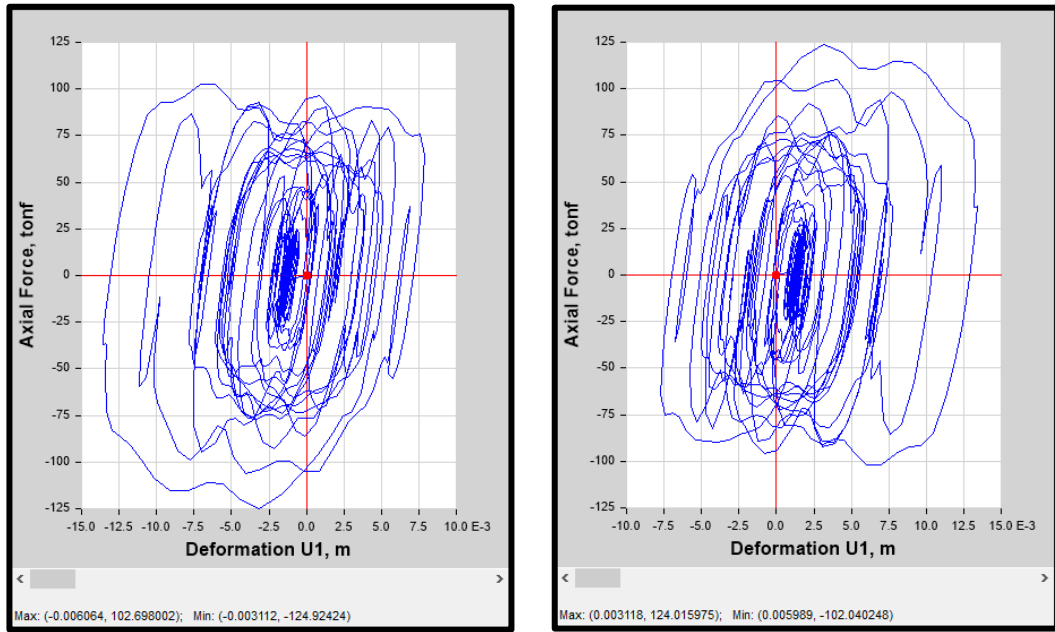 125
100
75
50
25
0
-25
-50
-75
-100
-125
Axial Force, tonf
-15.0 -12.5 -10.0 -7.5 -5.0 -2.5 0.0 2.5 5.0 7.5 10.0 E-3
Deformation U1, m
Max: (-0.006064, 102.698002); Min: (-0.003112, -124.92424)
125
100
75
50
25
0
-25
-50
-75
-100
-125
Axial Force, tonf
-10.0 -7.5 -5.0 -2.5 0.0 2.5 5.0 7.5 10.0 12.5 15.0 E-3
Deformation U1, m
Max: (0.003118, 124.015975); Min: (0.005989, -102.040248)